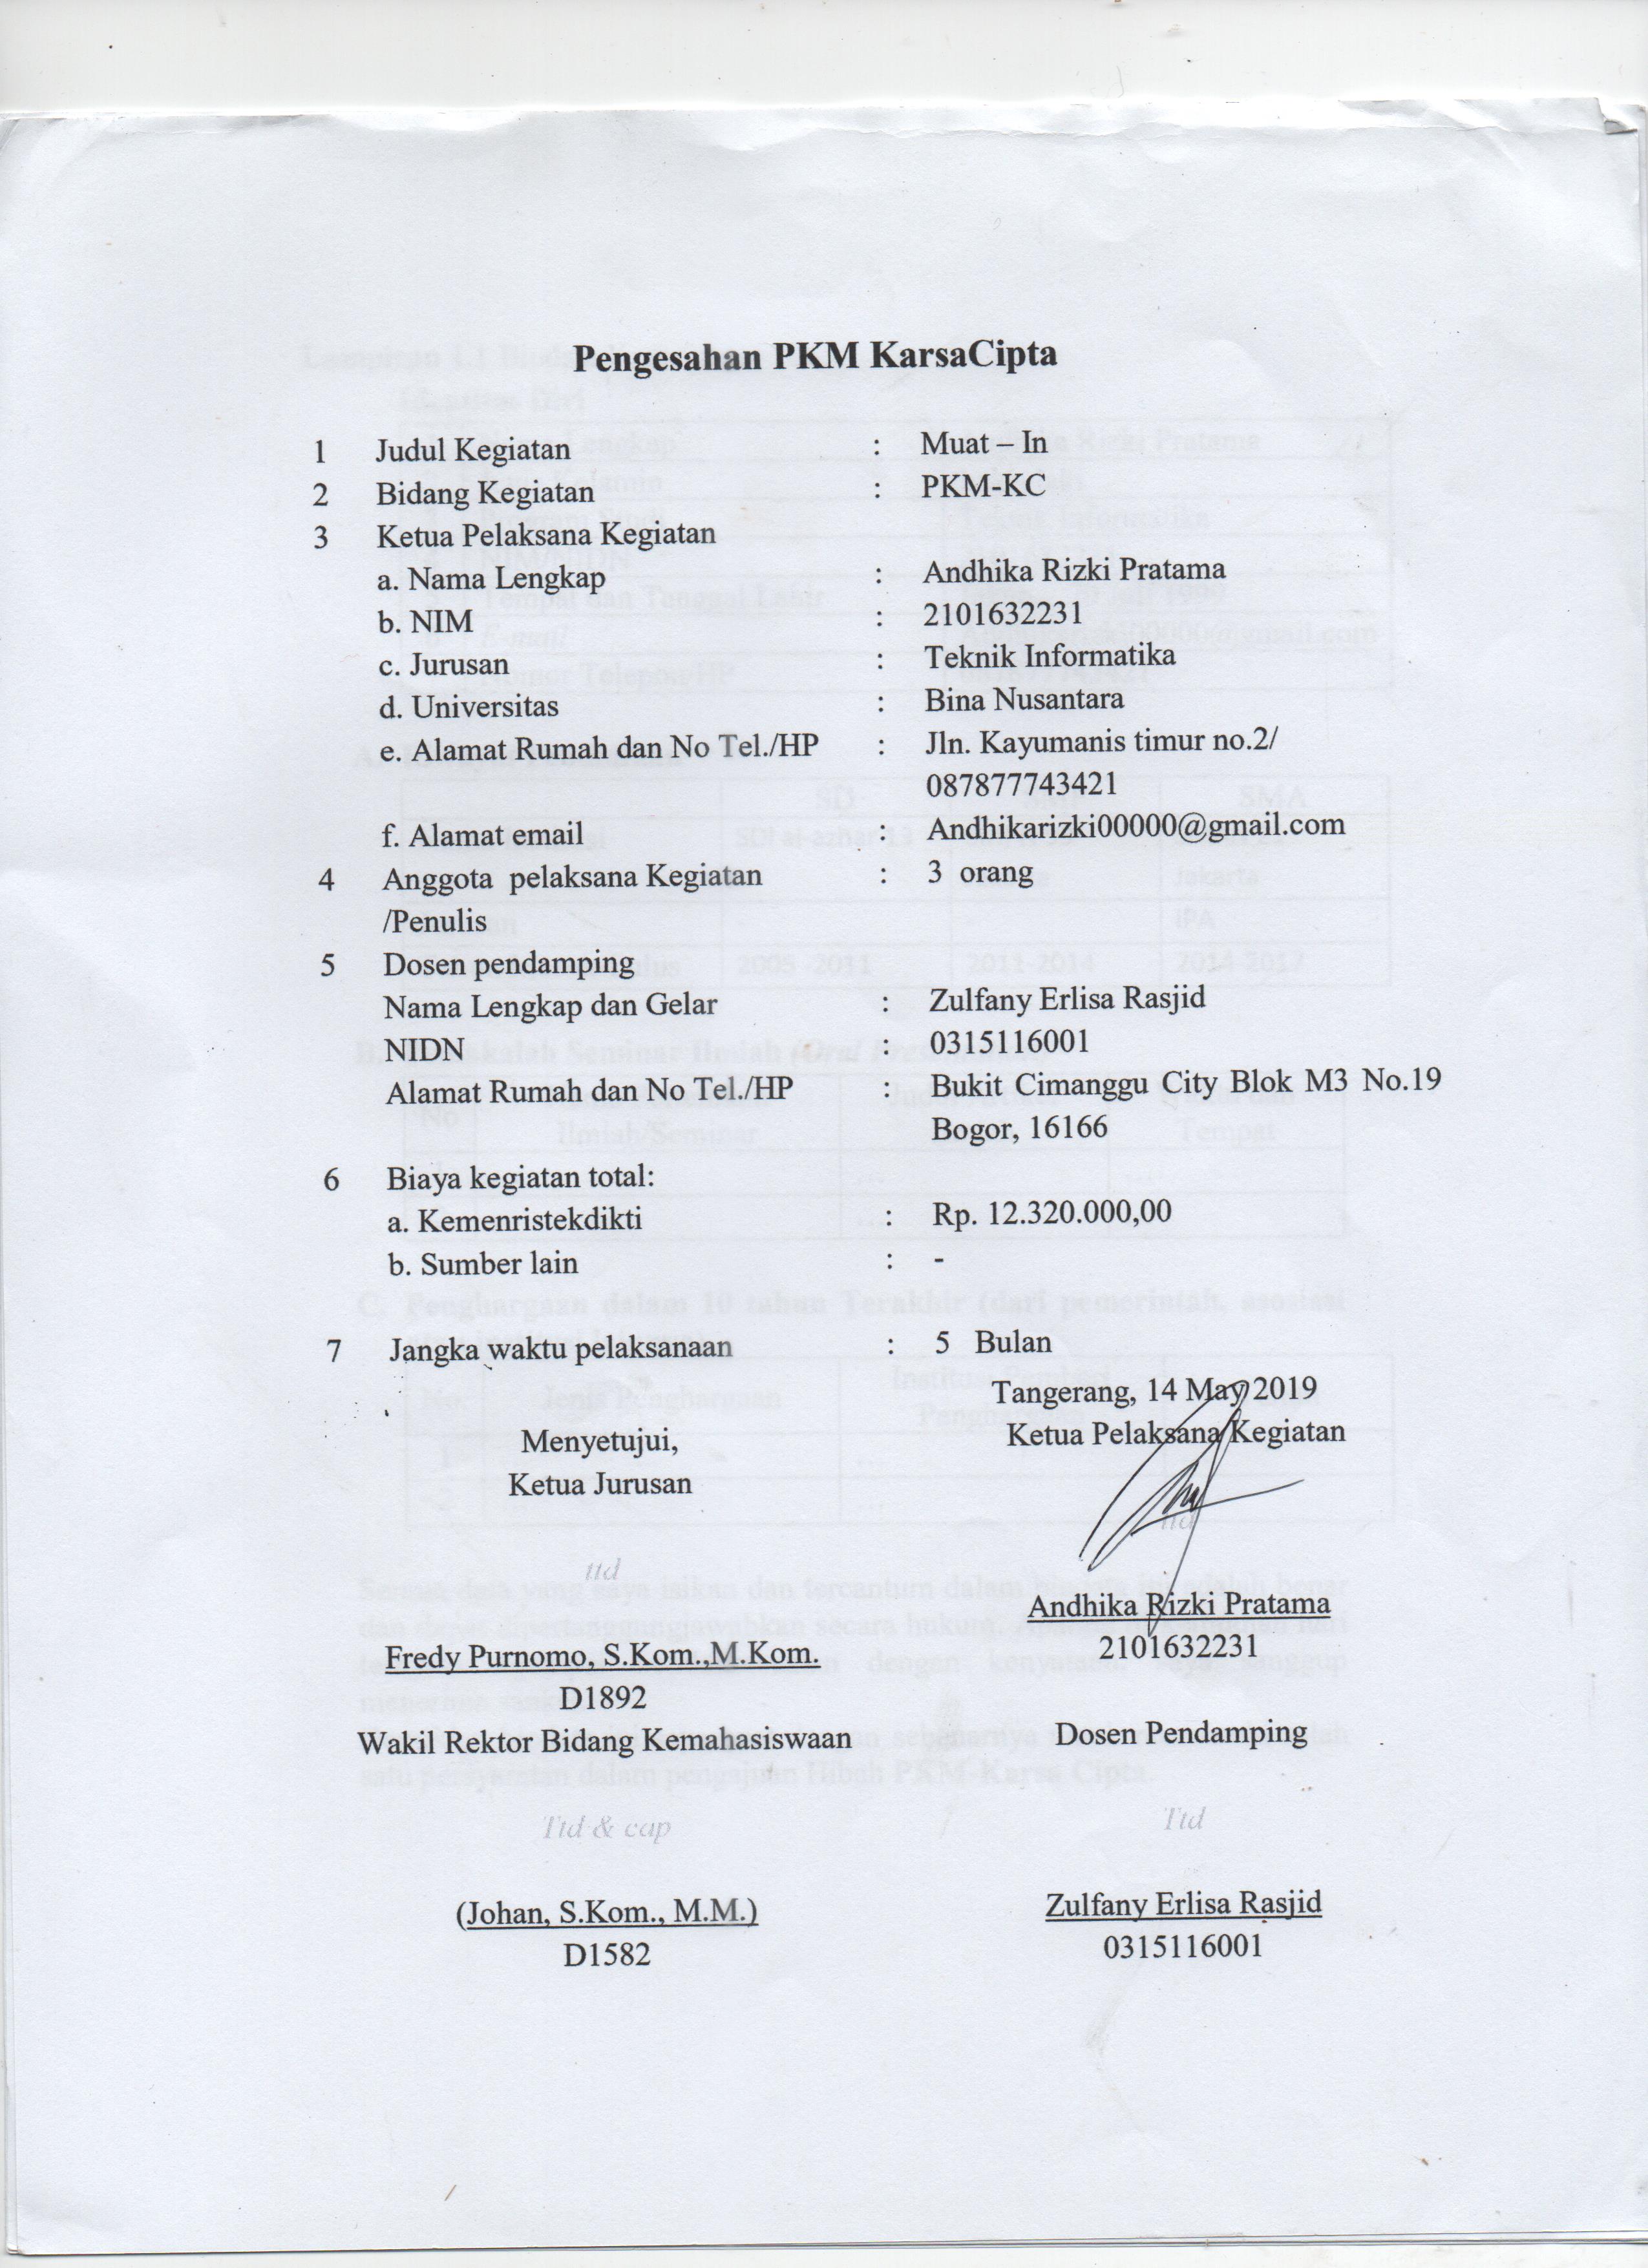 Pengesahan PKM KarsaCipta
1 Judul Kegiatan : Muat – In
2 Bidang Kegiatan : PKM-KC
3 Ketua Pelaksana Kegiatan
a. Nama Lengkap : Andhika Rizki Pratama
b. NIM : 2101632231
c. Jurusan : Teknik Informatika
d. Universitas : Bina Nusantara
e. Alamat Rumah dan No Tel./HP : Jln. Kayumanis timur no.2/
087877743421
f. Alamat email : Andhikarizki00000@gmail.com
4 Anggota pelaksana Kegiatan : 3 orang
/Penulis
5 Dosen pendamping
Nama Lengkap dan Gelar : Zulfany Erlisa Rasjid
NIDN : 0315116001
Alamat Rumah dan No Tel./HP : Bukit Cimanggu City Blok M3 No.19
Bogor, 16166
6 Biaya kegiatan total:
a. Kemenristekdikti : Rp. 12.320.000,00
b. Sumber lain : -
7 Jangka waktu pelaksanaan : 5 Bulan
Tangerang, 14 May 2019
Menyetujui,
Ketua Jurusan
Ketua Pelaksana Kegiatan
ttd
ttd
Fredy Purnomo, S.Kom.,M.Kom.
D1892
Andhika Rizki Pratama
2101632231
Wakil Rektor Bidang Kemahasiswaan
Dosen Pendamping
Ttd & cap
Ttd
(Johan, S.Kom., M.M.)
D1582
Zulfany Erlisa Rasjid
0315116001